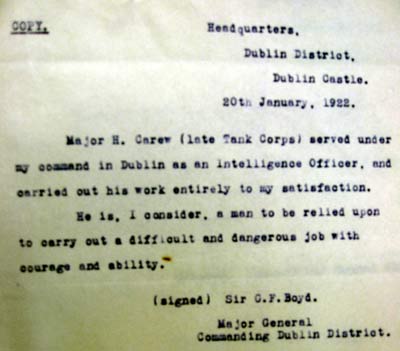 COPY.
Headquarters,
Dublin District,
Dublin Castle.
20th January, 1922.
Major H. Carew (late Tank Corps) served under
my command in Dublin as an Intelligence Officer, and
carried out his work entirely to my satisfaction.
He is, I consider, a man to be relied upon
to carry out a difficult and dangerous job with
courage and ability.
(signed) Sir G.F. Boyd.
Major General
Commanding Dublin District.